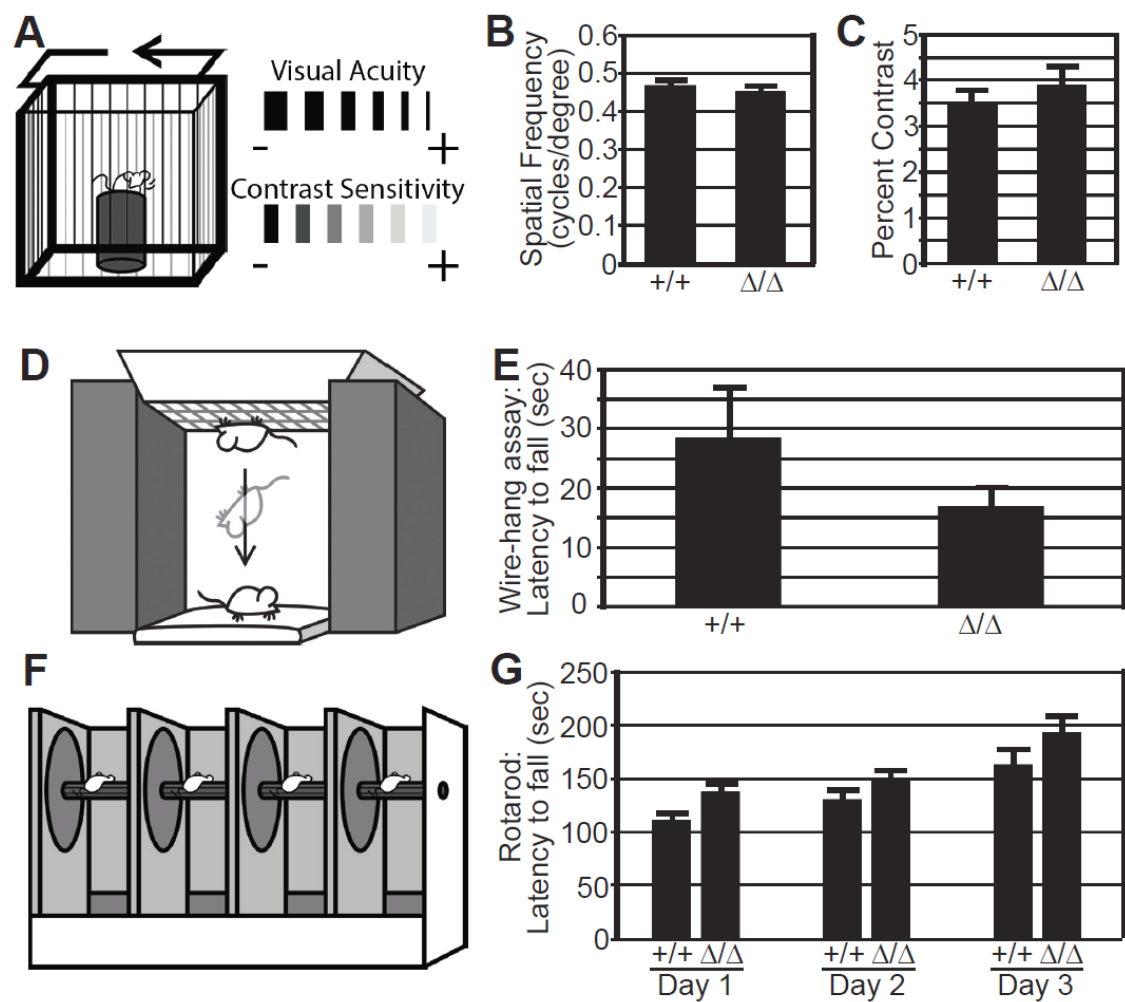 A
Visual Acuity
- +
Contrast Sensitivity
- +
B
Spatial Frequency
(cycles/degree)
0.6
0.5
0.4
0.3
0.2
0.1
0
+/+ Δ/Δ
C
Percent Contrast
5
4
3
2
1
0
+/+ Δ/Δ
D
E
Wire-hang assay:
Latency to fall (sec)
40
30
20
10
0
+/+ Δ/Δ
F
G
Rotarod:
Latency to fall (sec)
250
200
150
100
50
0
+/+ Δ/Δ +/+ Δ/Δ +/+ Δ/Δ
Day 1 Day 2 Day 3